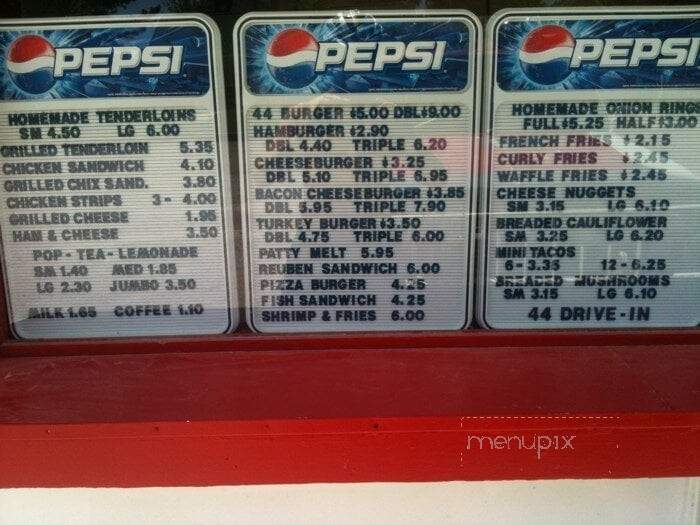 PEPSI
HOMEMADE TENDERLOINS
SM 4.50 LG 6.00
GRILLED TENDERLOIN 5.35
CHICKEN SANDWICH 4.10
GRILLED CHIX SAND. 3.80
CHICKEN STRIPS 3- 4.00
GRILLED CHEESE 1.95
HAM & CHEESE 3.50
POP - TEA - LEMONADE
SM 1.40 MED 1.85
LG 2.30 JUMBO 3.50
MILK 1.65 COFFEE 1.10
PEPSI
44 BURGER $5.00 DBL $9.00
HAMBURGER $2.90
DBL 4.40 TRIPLE 6.20
CHEESEBURGER $3.25
DBL 5.10 TRIPLE 6.95
BACON CHEESEBURGER $3.85
DBL 5.95 TRIPLE 7.90
TURKEY BURGER $3.50
DBL 4.75 TRIPLE 6.00
PATTY MELT 5.95
REUBEN SANDWICH 6.00
PIZZA BURGER 4.25
FISH SANDWICH 4.25
SHRIMP & FRIES 6.00
PEPSI
HOMEMADE ONION RING
FULL $5.25 HALF $3.00
FRENCH FRIES $2.15
CURLY FRIES $2.45
WAFFLE FRIES $2.45
CHEESE NUGGETS
SM 3.15 LG 6.10
BREADED CAULIFLOWER
SM 3.25 LG 6.20
MINI TACOS
6- 3.35 12- 6.25
BREADED MUSHROOMS
SM 3.15 LG 6.10
44 DRIVE-IN
menupix